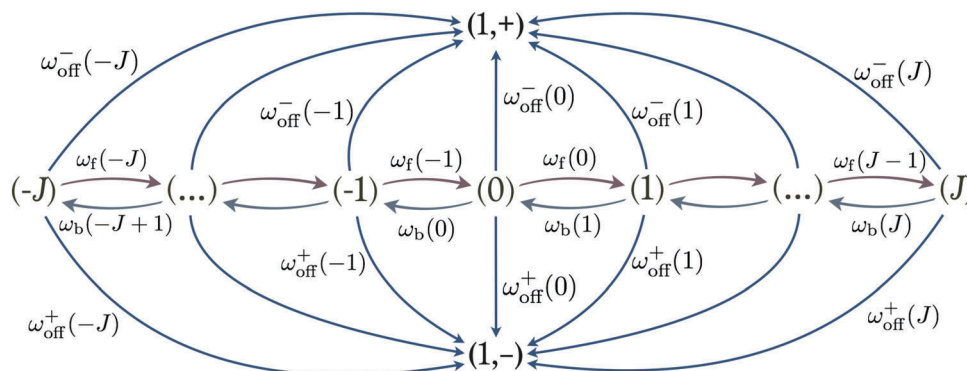 (1,+)
ω⁻off(−J) ω⁻off(−1) ω⁻off(0) ω⁻off(1) ω⁻off(J)
ωf(−J) ωf(−1) ωf(0) ωf(J−1)
(-J) (...) (-1) (0) (1) (...) (J)
ωb(−J+1) ωb(0) ωb(1) ωb(J)
ω⁺off(−J) ω⁺off(−1) ω⁺off(0) ω⁺off(1) ω⁺off(J)
(1,−)